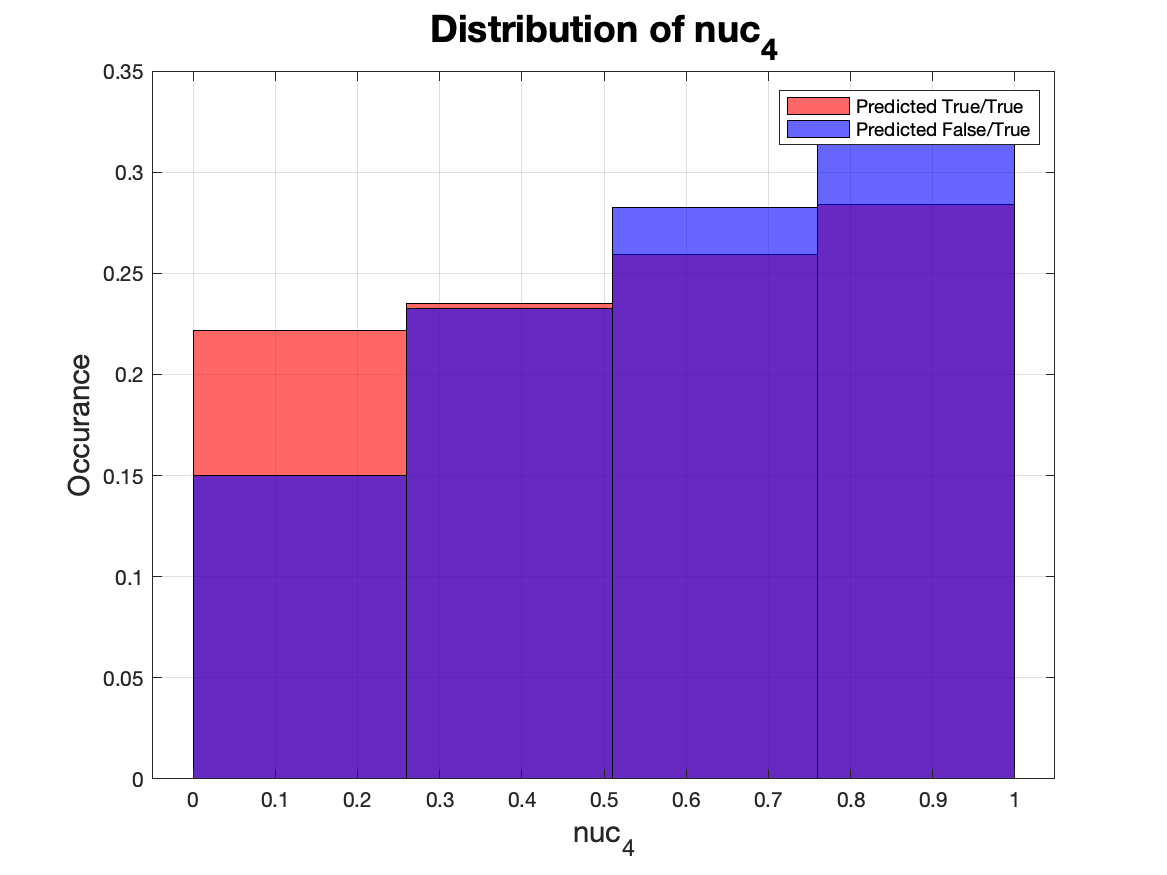 Distribution of nuc4
0.35
0.3
0.25
0.2
0.15
0.1
0.05
0
Occurance
Predicted True/True
Predicted False/True
0 0.1 0.2 0.3 0.4 0.5 0.6 0.7 0.8 0.9 1
nuc4